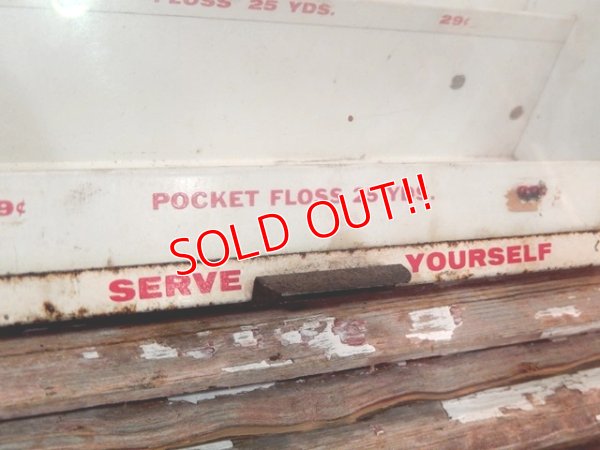 FLOSS 25 YDS. 29¢
9¢ POCKET FLOSS 25 YDS.
SOLD OUT!!
SERVE YOURSELF